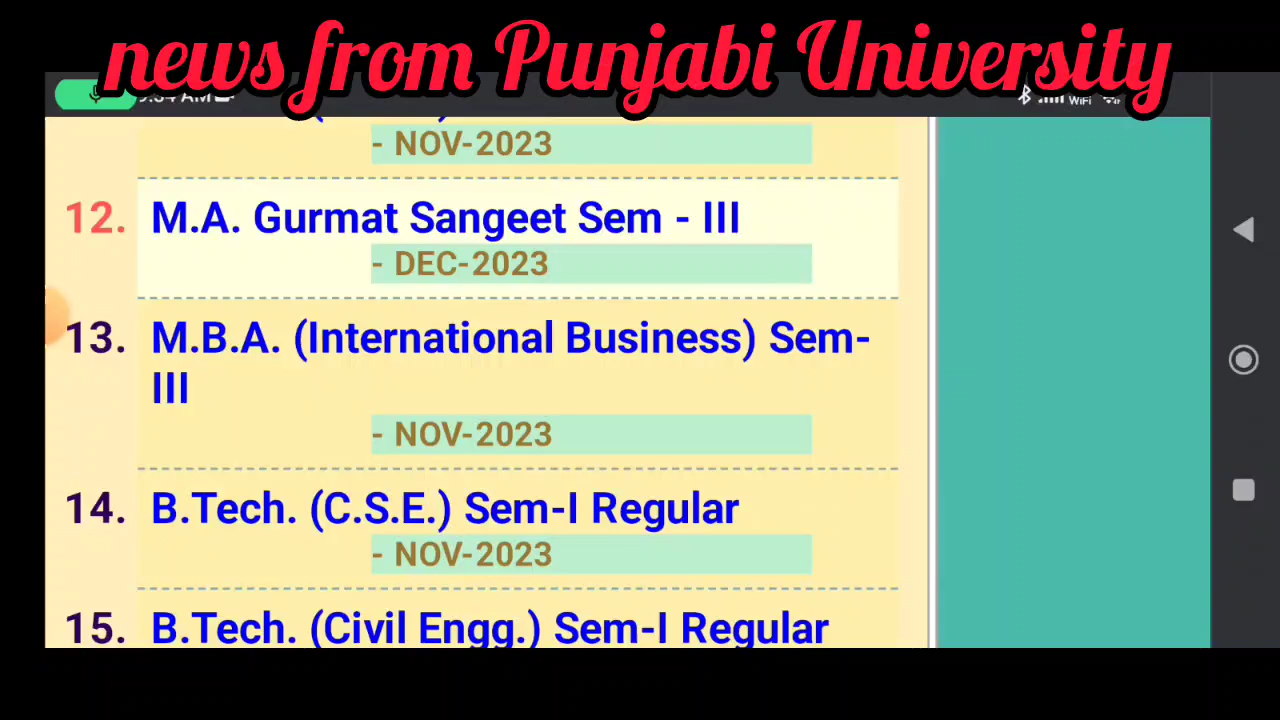 news from Punjabi University
WiFi
- NOV-2023
12. M.A. Gurmat Sangeet Sem - III
- DEC-2023
13. M.B.A. (International Business) Sem-
III
- NOV-2023
14. B.Tech. (C.S.E.) Sem-I Regular
- NOV-2023
15. B.Tech. (Civil Engg.) Sem-I Regular